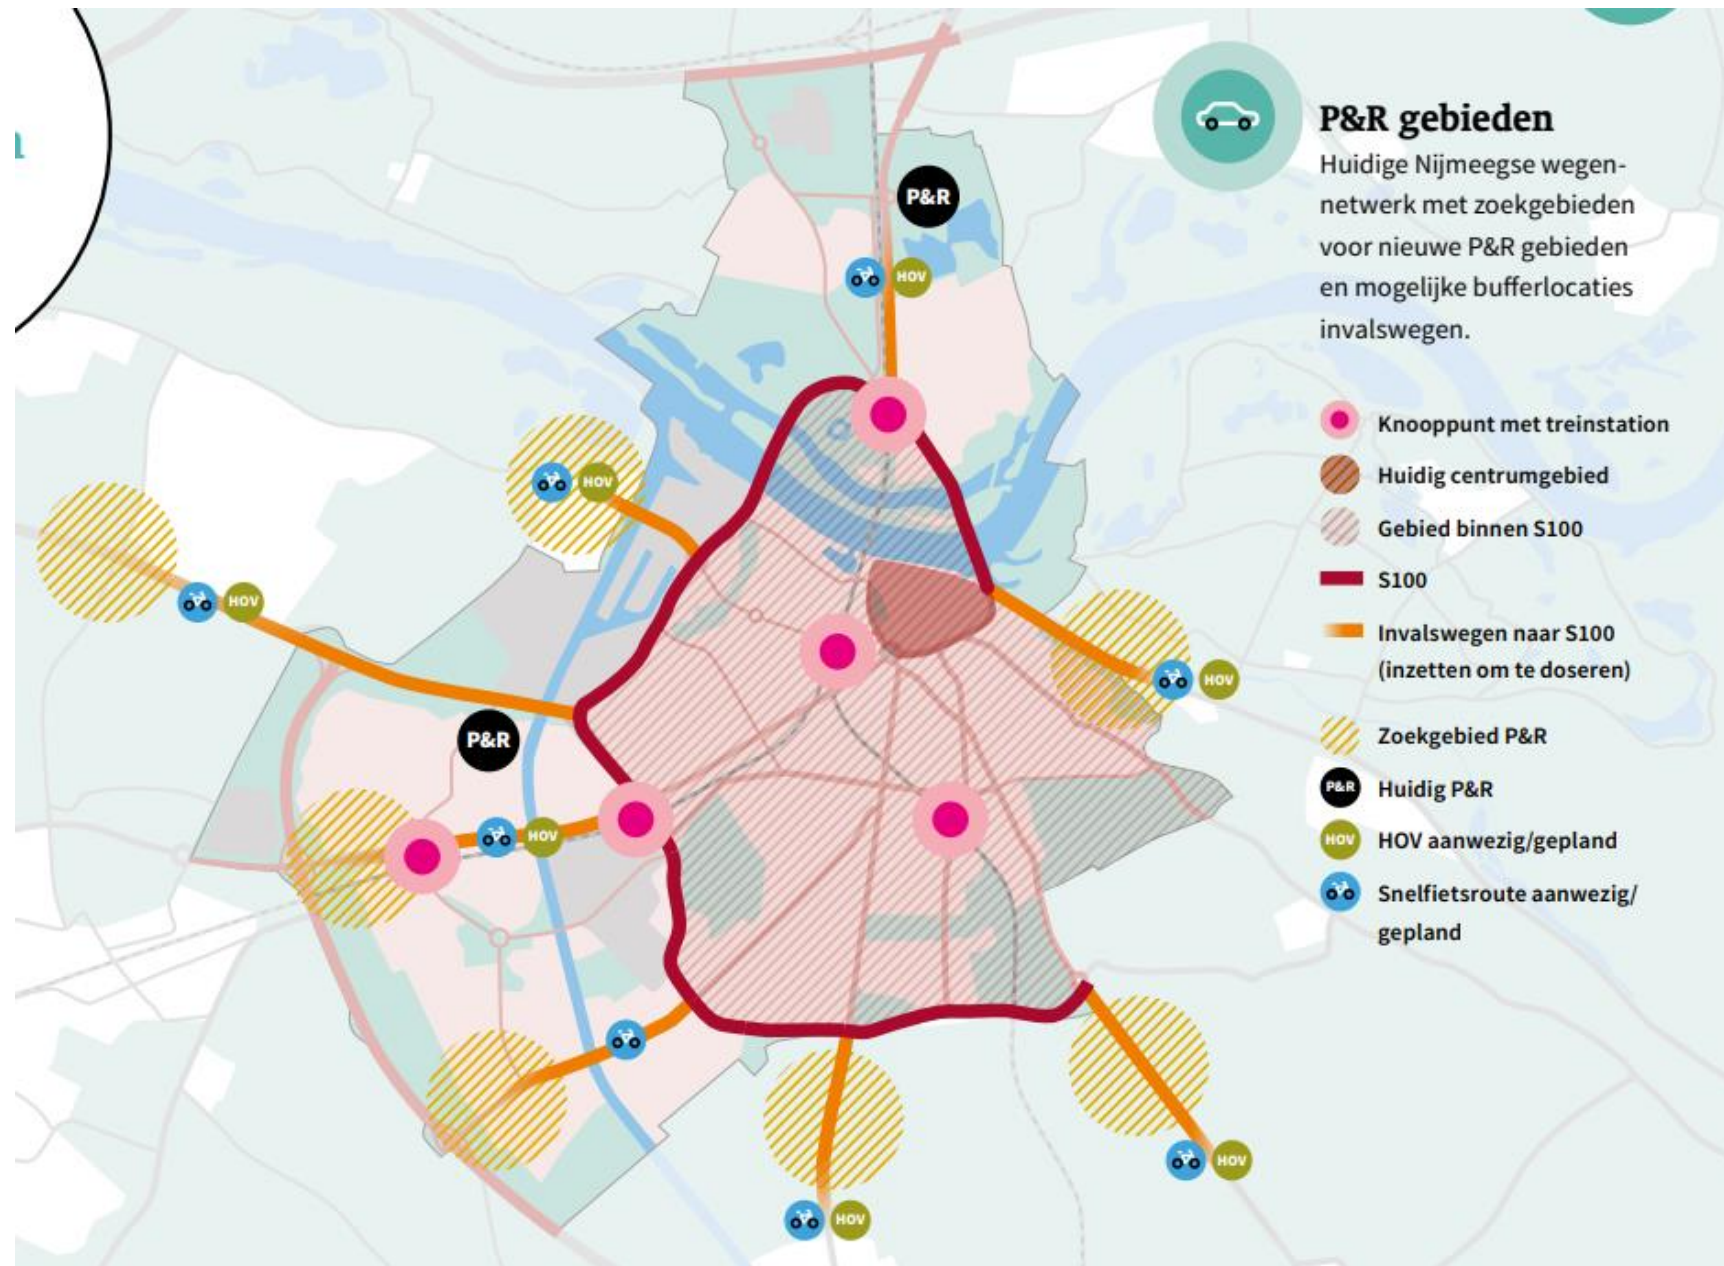 P&R gebieden
Huidige Nijmeegse wegen-
netwerk met zoekgebieden
voor nieuwe P&R gebieden
en mogelijke bufferlocaties
invalswegen.
Knooppunt met treinstation
Huidig centrumgebied
Gebied binnen S100
S100
Invalswegen naar S100
(inzetten om te doseren)
Zoekgebied P&R
P&R Huidig P&R
HOV HOV aanwezig/gepland
Snelfietsroute aanwezig/
gepland
P&R
HOV
HOV
HOV
HOV
P&R
HOV
HOV
HOV